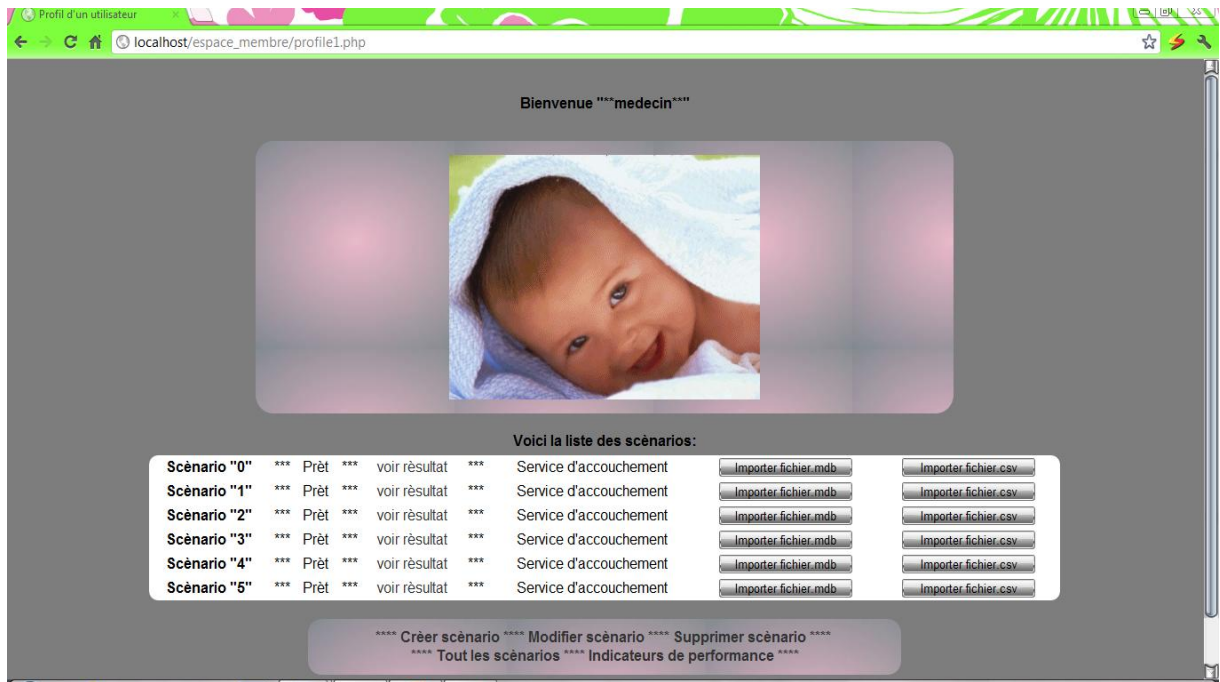 Profil d'un utilisateur
localhost/espace_membre/profile1.php
Bienvenue "**medecin**"
Voici la liste des scènarios:
Scènario "0" *** Prèt *** voir rèsultat *** Service d'accouchement Importer fichier.mdb Importer fichier.csv
Scènario "1" *** Prèt *** voir rèsultat *** Service d'accouchement Importer fichier.mdb Importer fichier.csv
Scènario "2" *** Prèt *** voir rèsultat *** Service d'accouchement Importer fichier.mdb Importer fichier.csv
Scènario "3" *** Prèt *** voir rèsultat *** Service d'accouchement Importer fichier.mdb Importer fichier.csv
Scènario "4" *** Prèt *** voir rèsultat *** Service d'accouchement Importer fichier.mdb Importer fichier.csv
Scènario "5" *** Prèt *** voir rèsultat *** Service d'accouchement Importer fichier.mdb Importer fichier.csv
**** Crèer scènario **** Modifier scènario **** Supprimer scènario ****
**** Tout les scènarios **** Indicateurs de performance ****